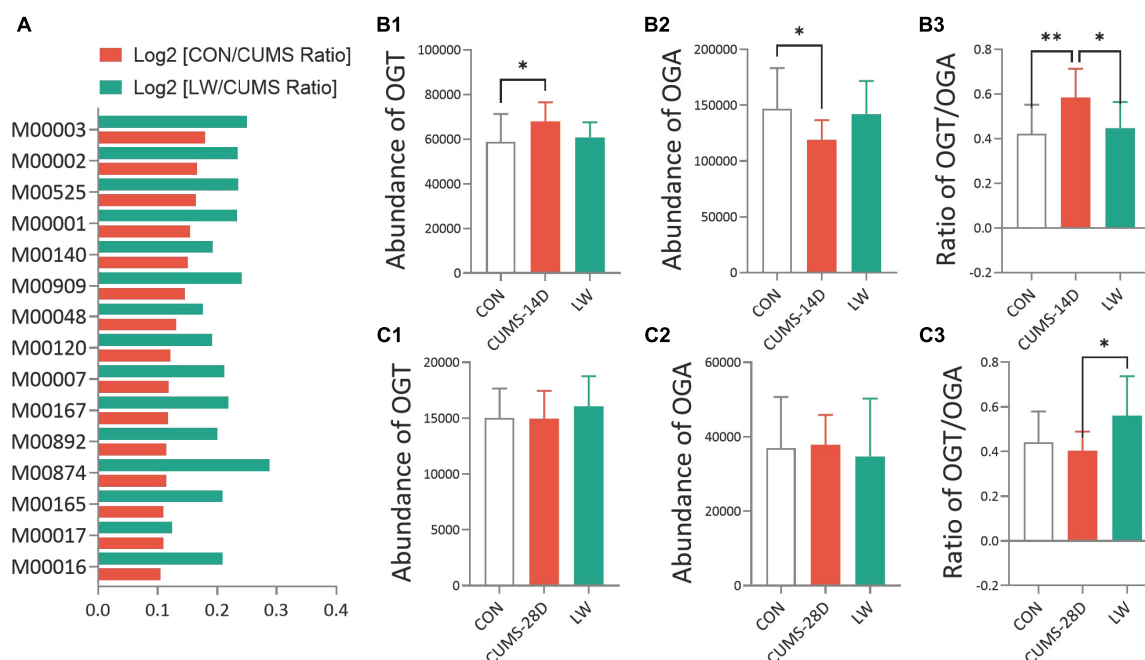 A
Log2 [CON/CUMS Ratio]
Log2 [LW/CUMS Ratio]
M00003
M00002
M00525
M00001
M00140
M00909
M00048
M00120
M00007
M00167
M00892
M00874
M00165
M00017
M00016
0.0 0.1 0.2 0.3 0.4
B1
Abundance of OGT
100000
80000
60000
40000
20000
0
*
CON CUMS-14D LW
B2
Abundance of OGA
200000
150000
100000
50000
0
*
CON CUMS-14D LW
B3
Ratio of OGT/OGA
0.8
0.6
0.4
0.2
0.0
-0.2
** *
CON CUMS-14D LW
C1
Abundance of OGT
20000
15000
10000
5000
0
CON CUMS-28D LW
C2
Abundance of OGA
60000
40000
20000
0
CON CUMS-28D LW
C3
Ratio of OGT/OGA
0.8
0.6
0.4
0.2
0.0
-0.2
*
CON CUMS-28D LW